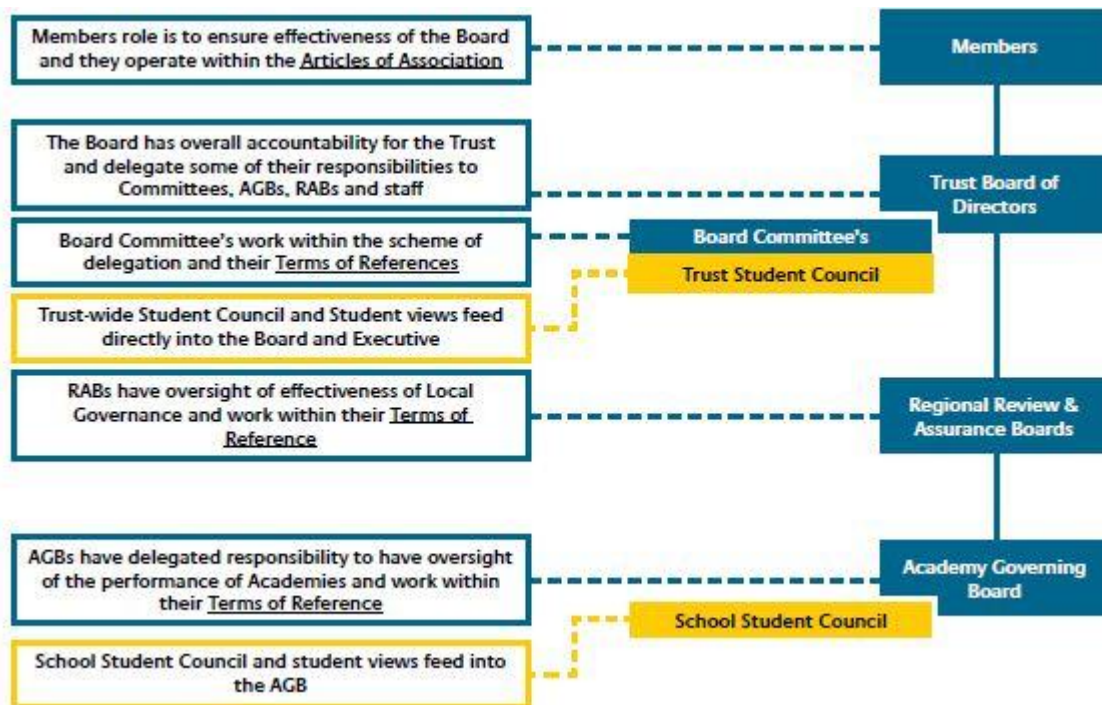 Members role is to ensure effectiveness of the Board
and they operate within the Articles of Association
Members
The Board has overall accountability for the Trust
and delegate some of their responsibilities to
Committees, AGBs, RABs and staff
Trust Board of
Directors
Board Committee's work within the scheme of
delegation and their Terms of References
Board Committee's
Trust Student Council
Trust-wide Student Council and Student views feed
directly into the Board and Executive
RABs have oversight of effectiveness of Local
Governance and work within their Terms of
Reference
Regional Review &
Assurance Boards
AGBs have delegated responsibility to have oversight
of the performance of Academies and work within
their Terms of Reference
Academy Governing
Board
School Student Council
School Student Council and student views feed into
the AGB